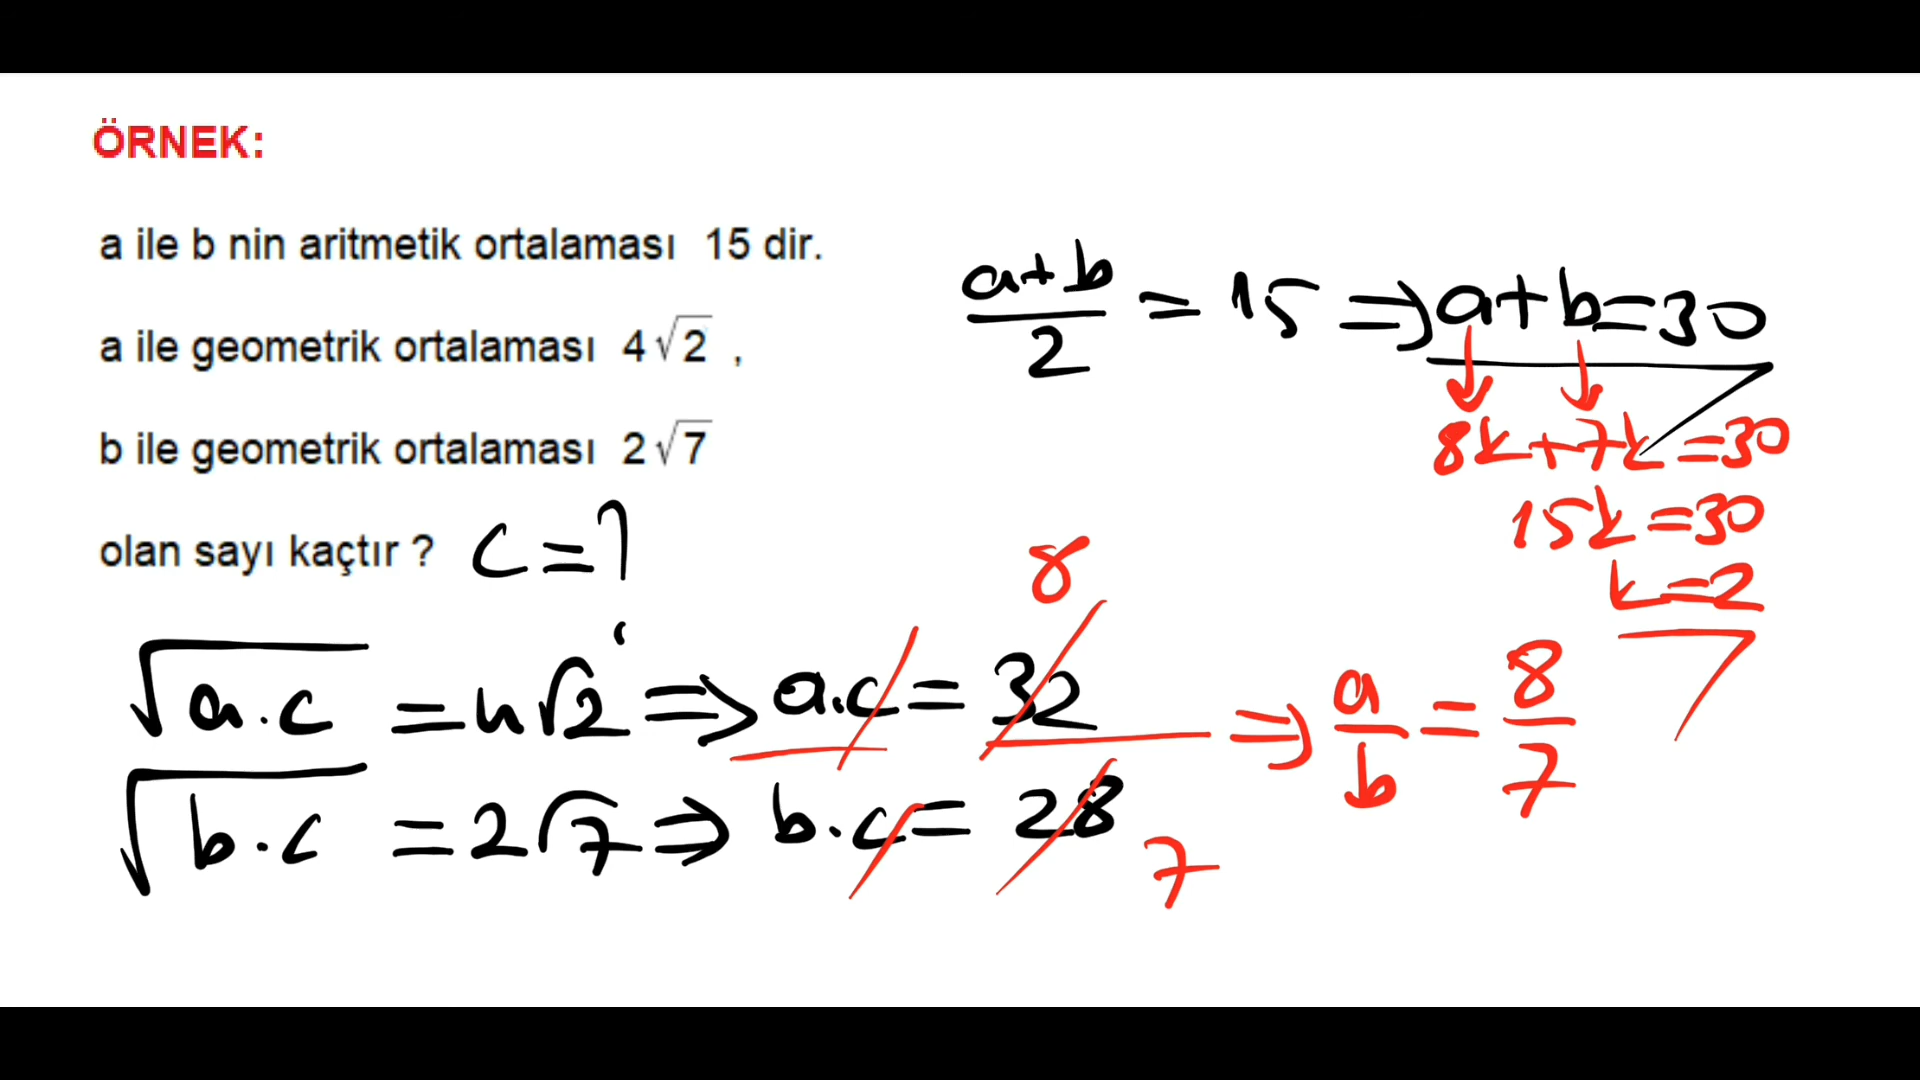 ÖRNEK:
a ile b nin aritmetik ortalaması 15 dir.
a ile geometrik ortalaması 4√2 ,
b ile geometrik ortalaması 2√7
olan sayı kaçtır ? c=?
(a+b)/2 = 15 ⇒ a+b=30
8k+7k=30
15k=30
k=2
√(a.c) = 4√2 ⇒ a.c = 32 8
√(b.c) = 2√7 ⇒ b.c = 28 7
⇒ a/b = 8/7